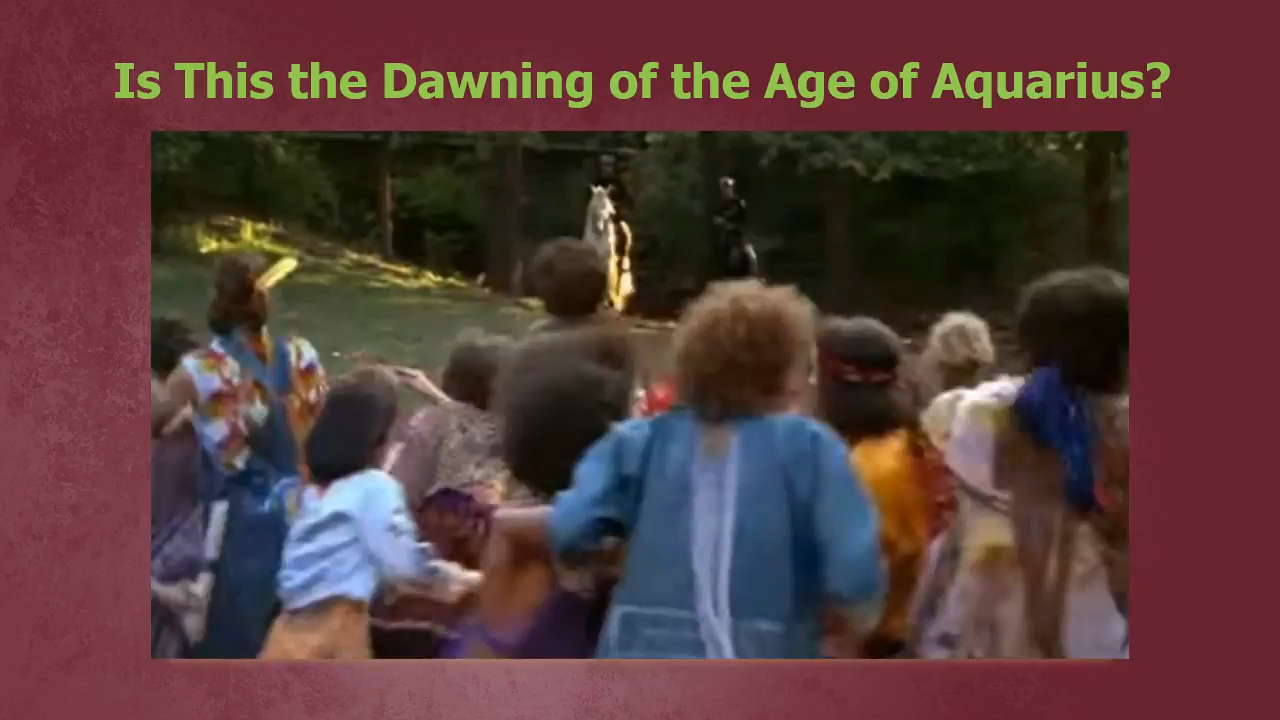 Is This the Dawning of the Age of Aquarius?